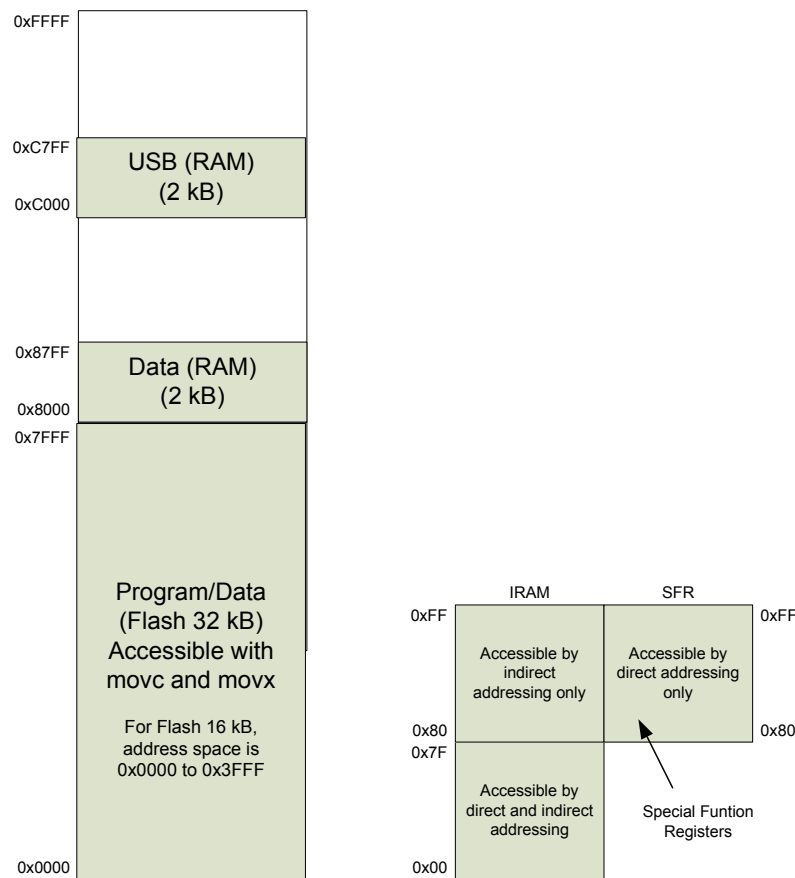 0xFFFF
0xC7FF
USB (RAM)
(2 kB)
0xC000
0x87FF
Data (RAM)
(2 kB)
0x8000
0x7FFF
Program/Data
(Flash 32 kB)
Accessible with
movc and movx
For Flash 16 kB,
address space is
0x0000 to 0x3FFF
0x0000
IRAM
SFR
0xFF
0xFF
Accessible by
indirect
addressing only
Accessible by
direct addressing
only
0x80
0x80
0x7F
Accessible by
direct and indirect
addressing
Special Funtion
Registers
0x00